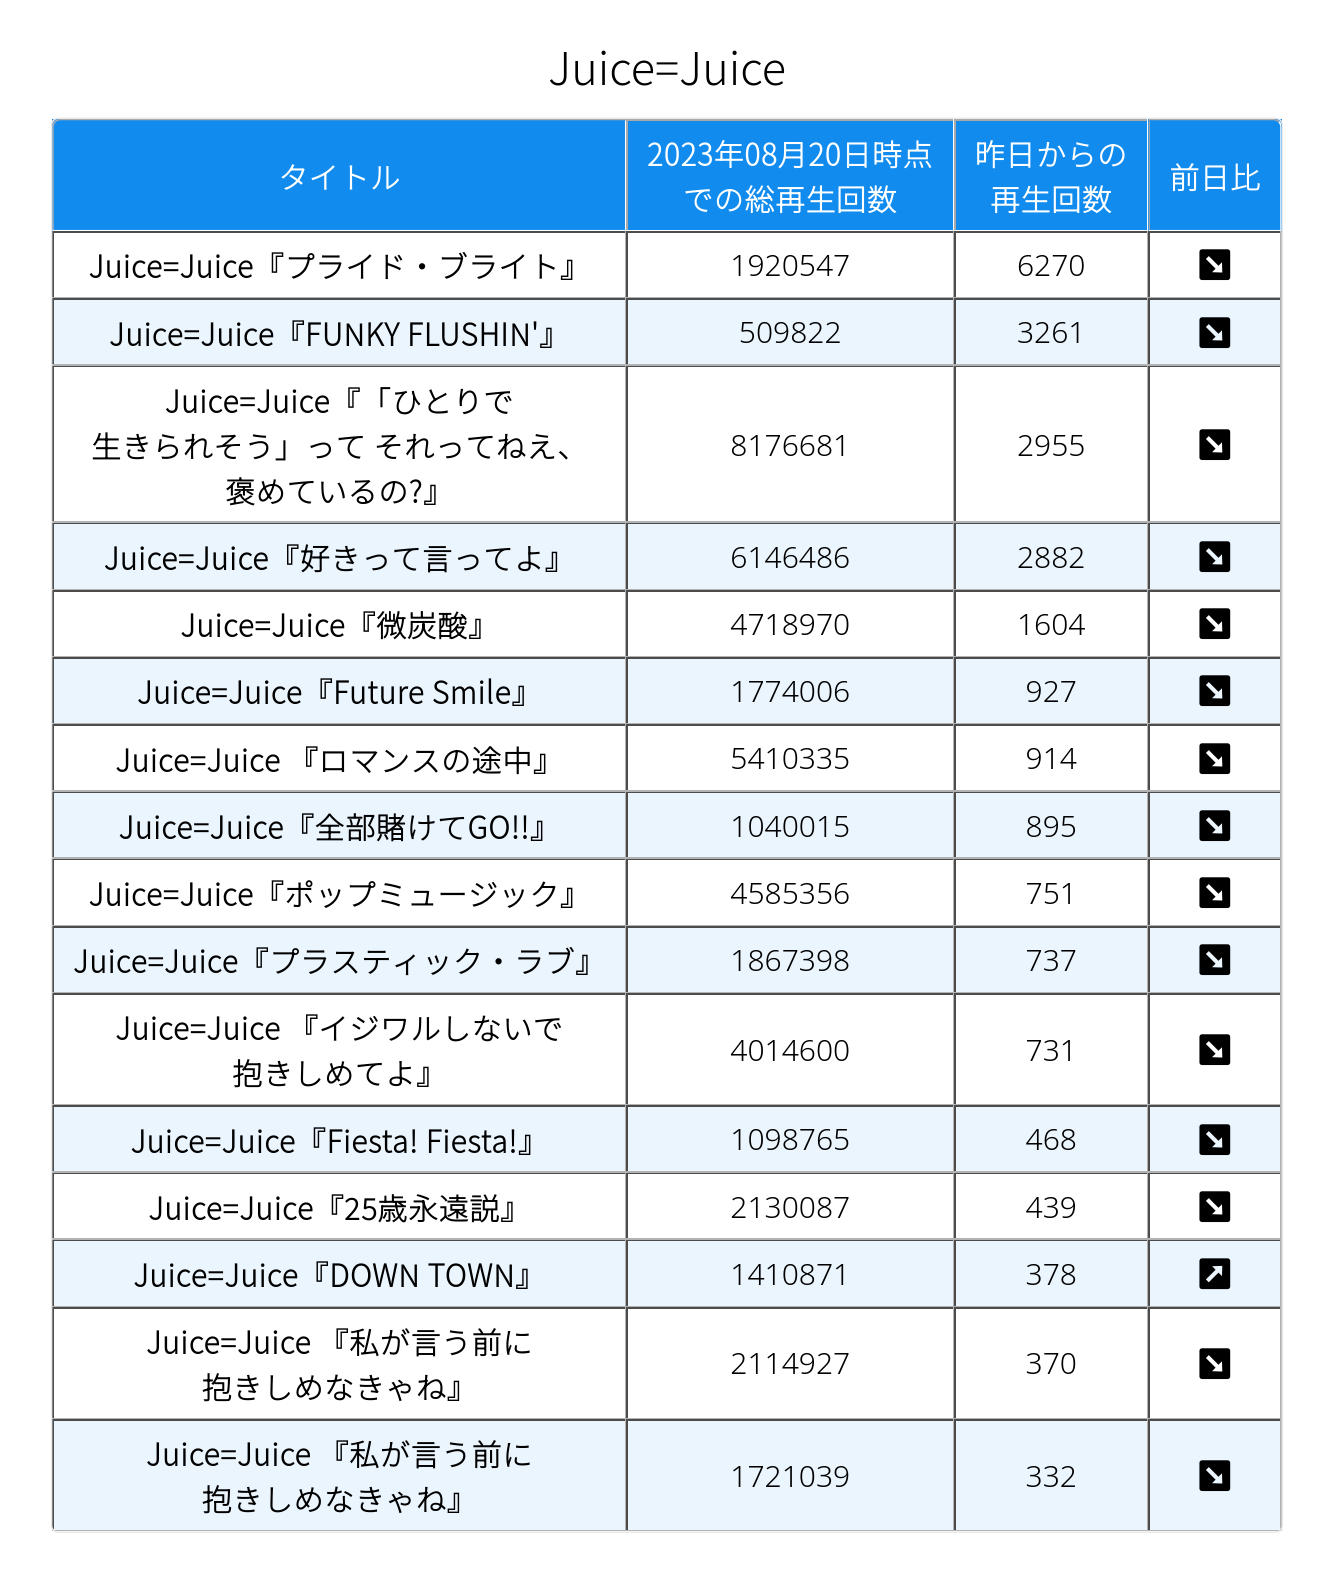 Juice=Juice
タイトル
2023年08月20日時点
での総再生回数
昨日からの
再生回数
前日比
Juice=Juice『プライド・ブライト』 1920547 6270 ↘
Juice=Juice『FUNKY FLUSHIN'』 509822 3261 ↘
Juice=Juice『「ひとりで
生きられそう」って それってねえ、
褒めているの?』 8176681 2955 ↘
Juice=Juice『好きって言ってよ』 6146486 2882 ↘
Juice=Juice『微炭酸』 4718970 1604 ↘
Juice=Juice『Future Smile』 1774006 927 ↘
Juice=Juice 『ロマンスの途中』 5410335 914 ↘
Juice=Juice『全部賭けてGO!!』 1040015 895 ↘
Juice=Juice『ポップミュージック』 4585356 751 ↘
Juice=Juice『プラスティック・ラブ』 1867398 737 ↘
Juice=Juice 『イジワルしないで
抱きしめてよ』 4014600 731 ↘
Juice=Juice『Fiesta! Fiesta!』 1098765 468 ↘
Juice=Juice『25歳永遠説』 2130087 439 ↘
Juice=Juice『DOWN TOWN』 1410871 378 ↗
Juice=Juice 『私が言う前に
抱きしめなきゃね』 2114927 370 ↘
Juice=Juice 『私が言う前に
抱きしめなきゃね』 1721039 332 ↘